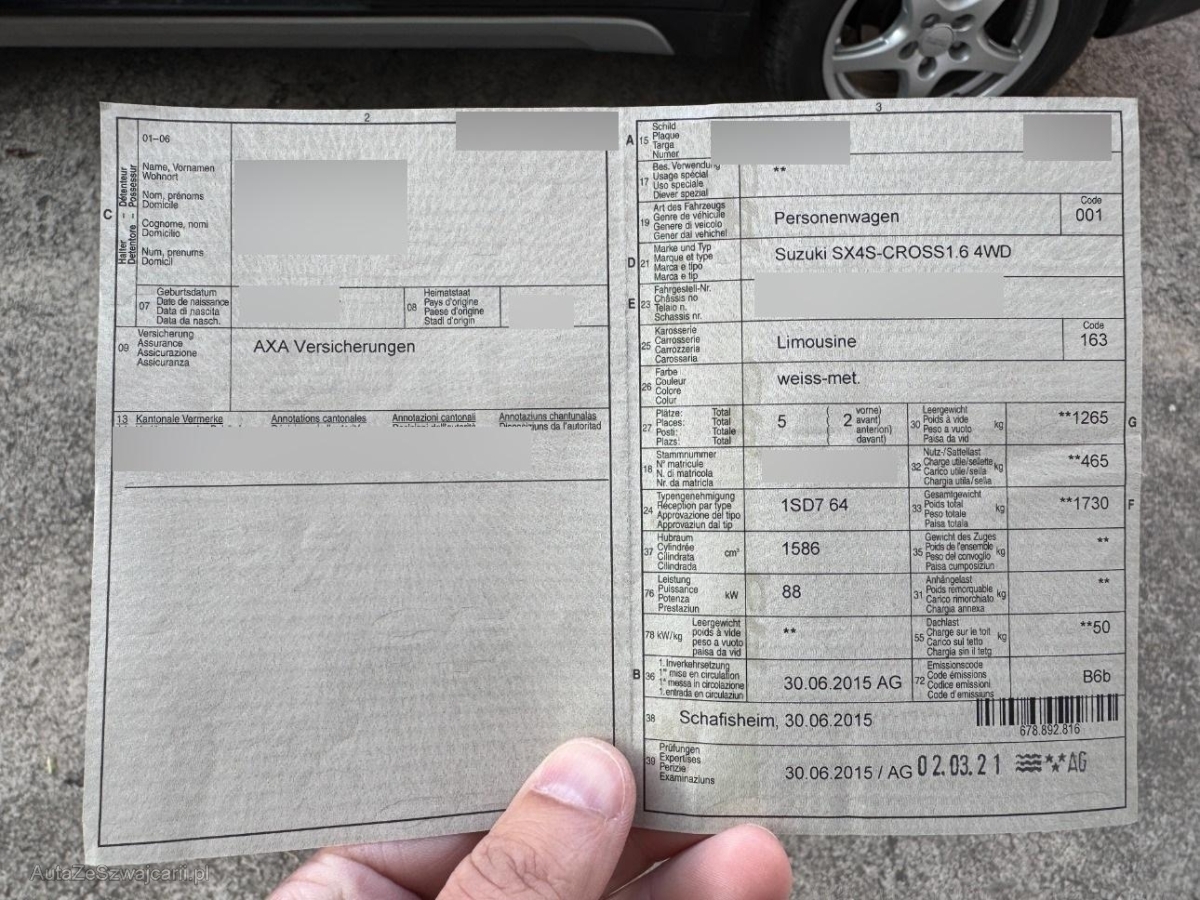 2
01–06
Halter – Détenteur
Detentore – Possessur
C
Name, Vornamen
Wohnort
Nom, prénoms
Domicile
Cognome, nomi
Domicilio
Num, prenums
Domicil
07
Geburtsdatum
Date de naissance
Data di nascita
Data da nasch.
08
Heimatstaat
Pays d'origine
Paese d'origine
Stadi d'origin
09
Versicherung
Assurance
Assicurazione
Assicuranza
AXA Versicherungen
13 Kantonale Vermerke Annotations cantonales Annotazioni cantonali Annotaziuns chantunalas
3
A 15
Schild
Plaque
Targa
Numer
17
Bes. Verwendung
Usage spécial
Uso speciale
Diever spezial
**
19
Art des Fahrzeugs
Genre de véhicule
Genere di veicolo
Gener dal vehichel
Personenwagen
Code
001
D 21
Marke und Typ
Marque et type
Marca e tipo
Marca e tip
Suzuki SX4S-CROSS1.6 4WD
E 23
Fahrgestell-Nr.
Châssis no
Telaio n.
Schassis nr.
25
Karosserie
Carrosserie
Carrozzeria
Carossaria
Limousine
Code
163
26
Farbe
Couleur
Colore
Colur
weiss-met.
27
Plätze: Total
Places: Total
Posti: Totale
Plazs: Total
5 ( 2 vorne)
avant)
anteriori)
davant)
30
Leergewicht
Poids à vide
Peso a vuoto
Paisa da vid
kg
**1265
G
18
Stammnummer
N° matricule
N. di matricola
Nr. da matricla
32
Nutz-/Sattellast
Charge utile/sellette
Carico utile/sella
Chargia utila/sella
kg
**465
24
Typengenehmigung
Réception par type
Approvazione del tipo
Approvaziun dal tip
1SD7 64
33
Gesamtgewicht
Poids total
Peso totale
Paisa totala
kg
**1730
F
37
Hubraum
Cylindrée
Cilindrata
Cilindrada
cm³
1586
35
Gewicht des Zuges
Poids de l'ensemble
Peso del convoglio
Paisa cumposiziun
kg
**
76
Leistung
Puissance
Potenza
Prestaziun
kW
88
31
Anhängelast
Poids remorquable
Carico rimorchiato
Chargia annexa
kg
**
78 kW/kg
Leergewicht
poids à vide
peso a vuoto
paisa da vid
**
55
Dachlast
Charge sur le toit
Carico sul tetto
Chargia sin il tetg
kg
**50
B 36
1. Inverkehrsetzung
1re mise en circulation
1a messa in circolazione
1. entrada en circulaziun
30.06.2015 AG
72
Emissionscode
Code émissions
Codice emissioni
Code d'emissiuns
B6b
38
Schafisheim, 30.06.2015
678.892.816
39
Prüfungen
Expertises
Perizie
Examinaziuns
30.06.2015 / AG 02.03.21 AG
AutaZeSzwajcarii.pl